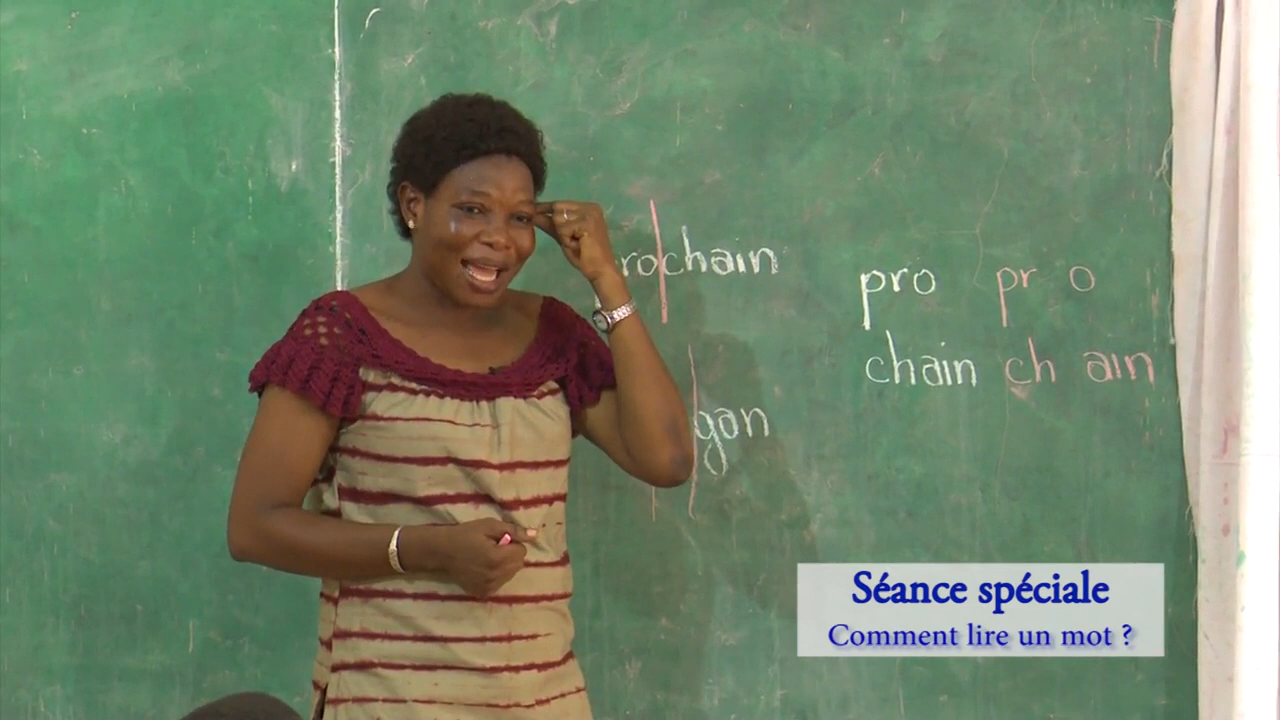 rochain
pro pr o
chain ch ain
gan
Séance spéciale
Comment lire un mot ?